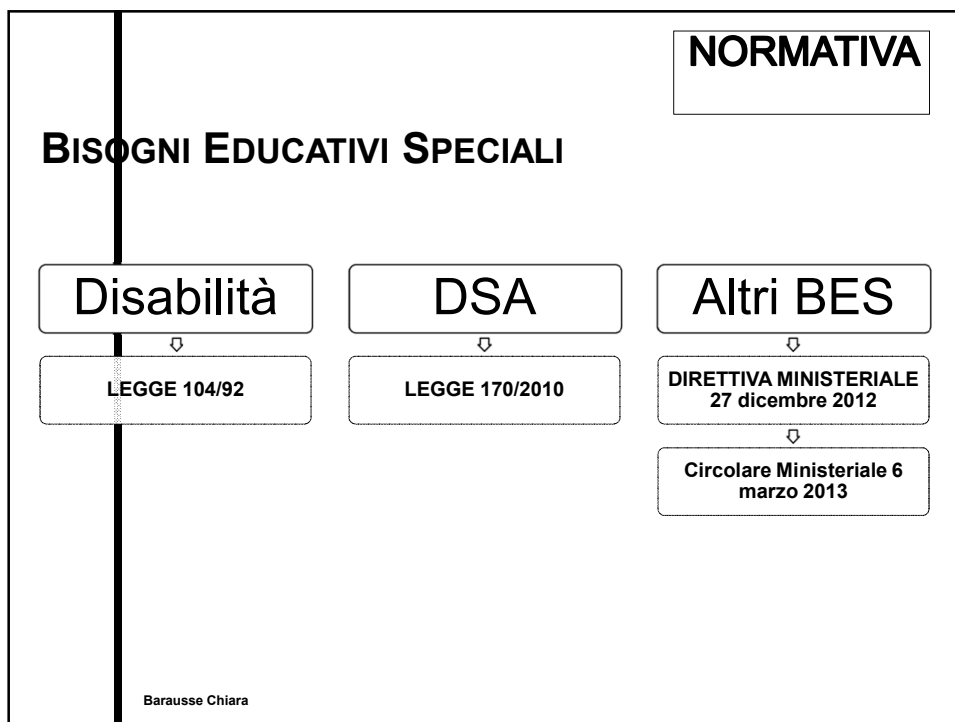 NORMATIVA
BISOGNI EDUCATIVI SPECIALI
Disabilità
LEGGE 104/92
DSA
LEGGE 170/2010
Altri BES
DIRETTIVA MINISTERIALE
27 dicembre 2012
Circolare Ministeriale 6
marzo 2013
Barausse Chiara